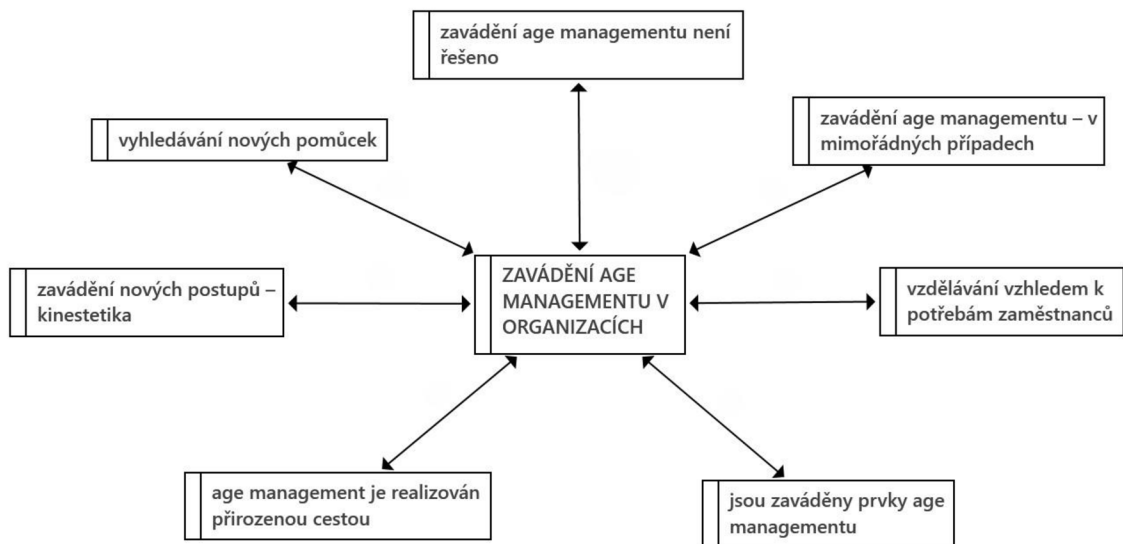 zavádění age managementu není
řešeno
vyhledávání nových pomůcek
zavádění age managementu – v
mimořádných případech
zavádění nových postupů –
kinestetika
ZAVÁDĚNÍ AGE
MANAGEMENTU V
ORGANIZACÍCH
vzdělávání vzhledem k
potřebám zaměstnanců
age management je realizován
přirozenou cestou
jsou zaváděny prvky age
managementu